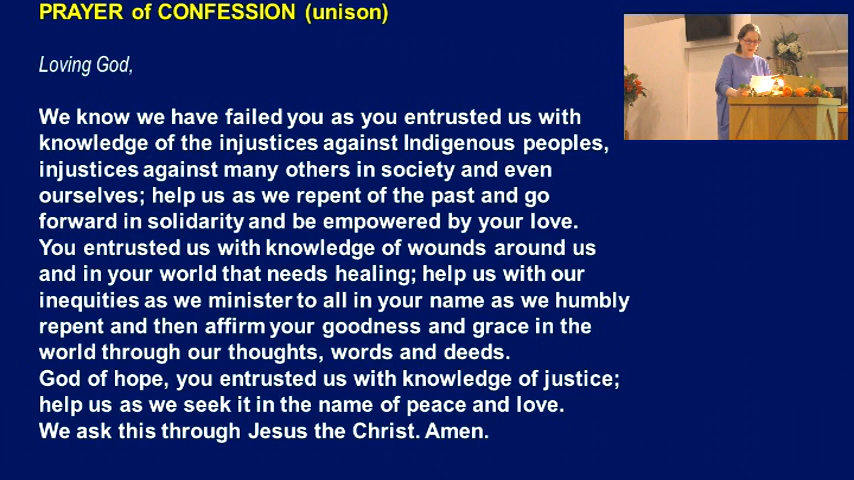 PRAYER of CONFESSION (unison)
Loving God,
We know we have failed you as you entrusted us with
knowledge of the injustices against Indigenous peoples,
injustices against many others in society and even
ourselves; help us as we repent of the past and go
forward in solidarity and be empowered by your love.
You entrusted us with knowledge of wounds around us
and in your world that needs healing; help us with our
inequities as we minister to all in your name as we humbly
repent and then affirm your goodness and grace in the
world through our thoughts, words and deeds.
God of hope, you entrusted us with knowledge of justice;
help us as we seek it in the name of peace and love.
We ask this through Jesus the Christ. Amen.